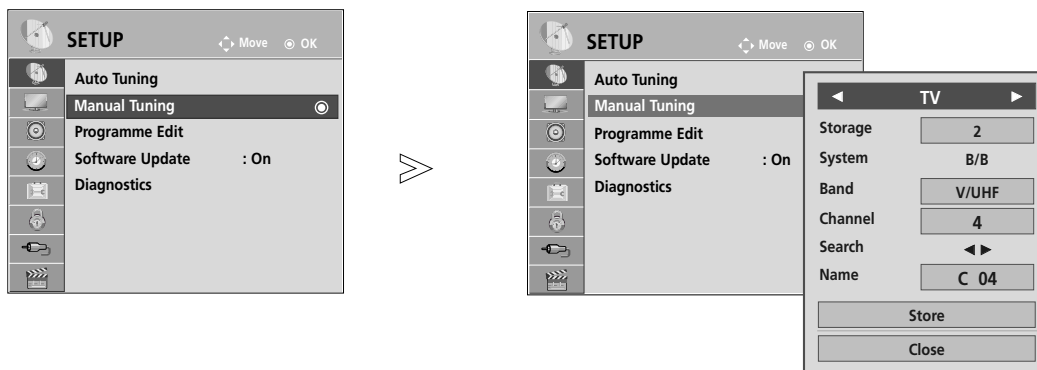 SETUP Move OK
Auto Tuning
Manual Tuning
Programme Edit
Software Update : On
Diagnostics
SETUP Move OK
Auto Tuning
Manual Tuning
Programme Edit
Software Update : On
Diagnostics
◄ TV ►
Storage 2
System B/B
Band V/UHF
Channel 4
Search ◄ ►
Name C 04
Store
Close